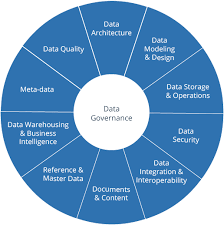 Data
Architecture
Data
Modeling
& Design
Data Storage
& Operations
Data
Security
Data
Integration &
Interoperability
Documents
& Content
Reference &
Master Data
Data Warehousing
& Business
Intelligence
Meta-data
Data Quality
Data
Governance